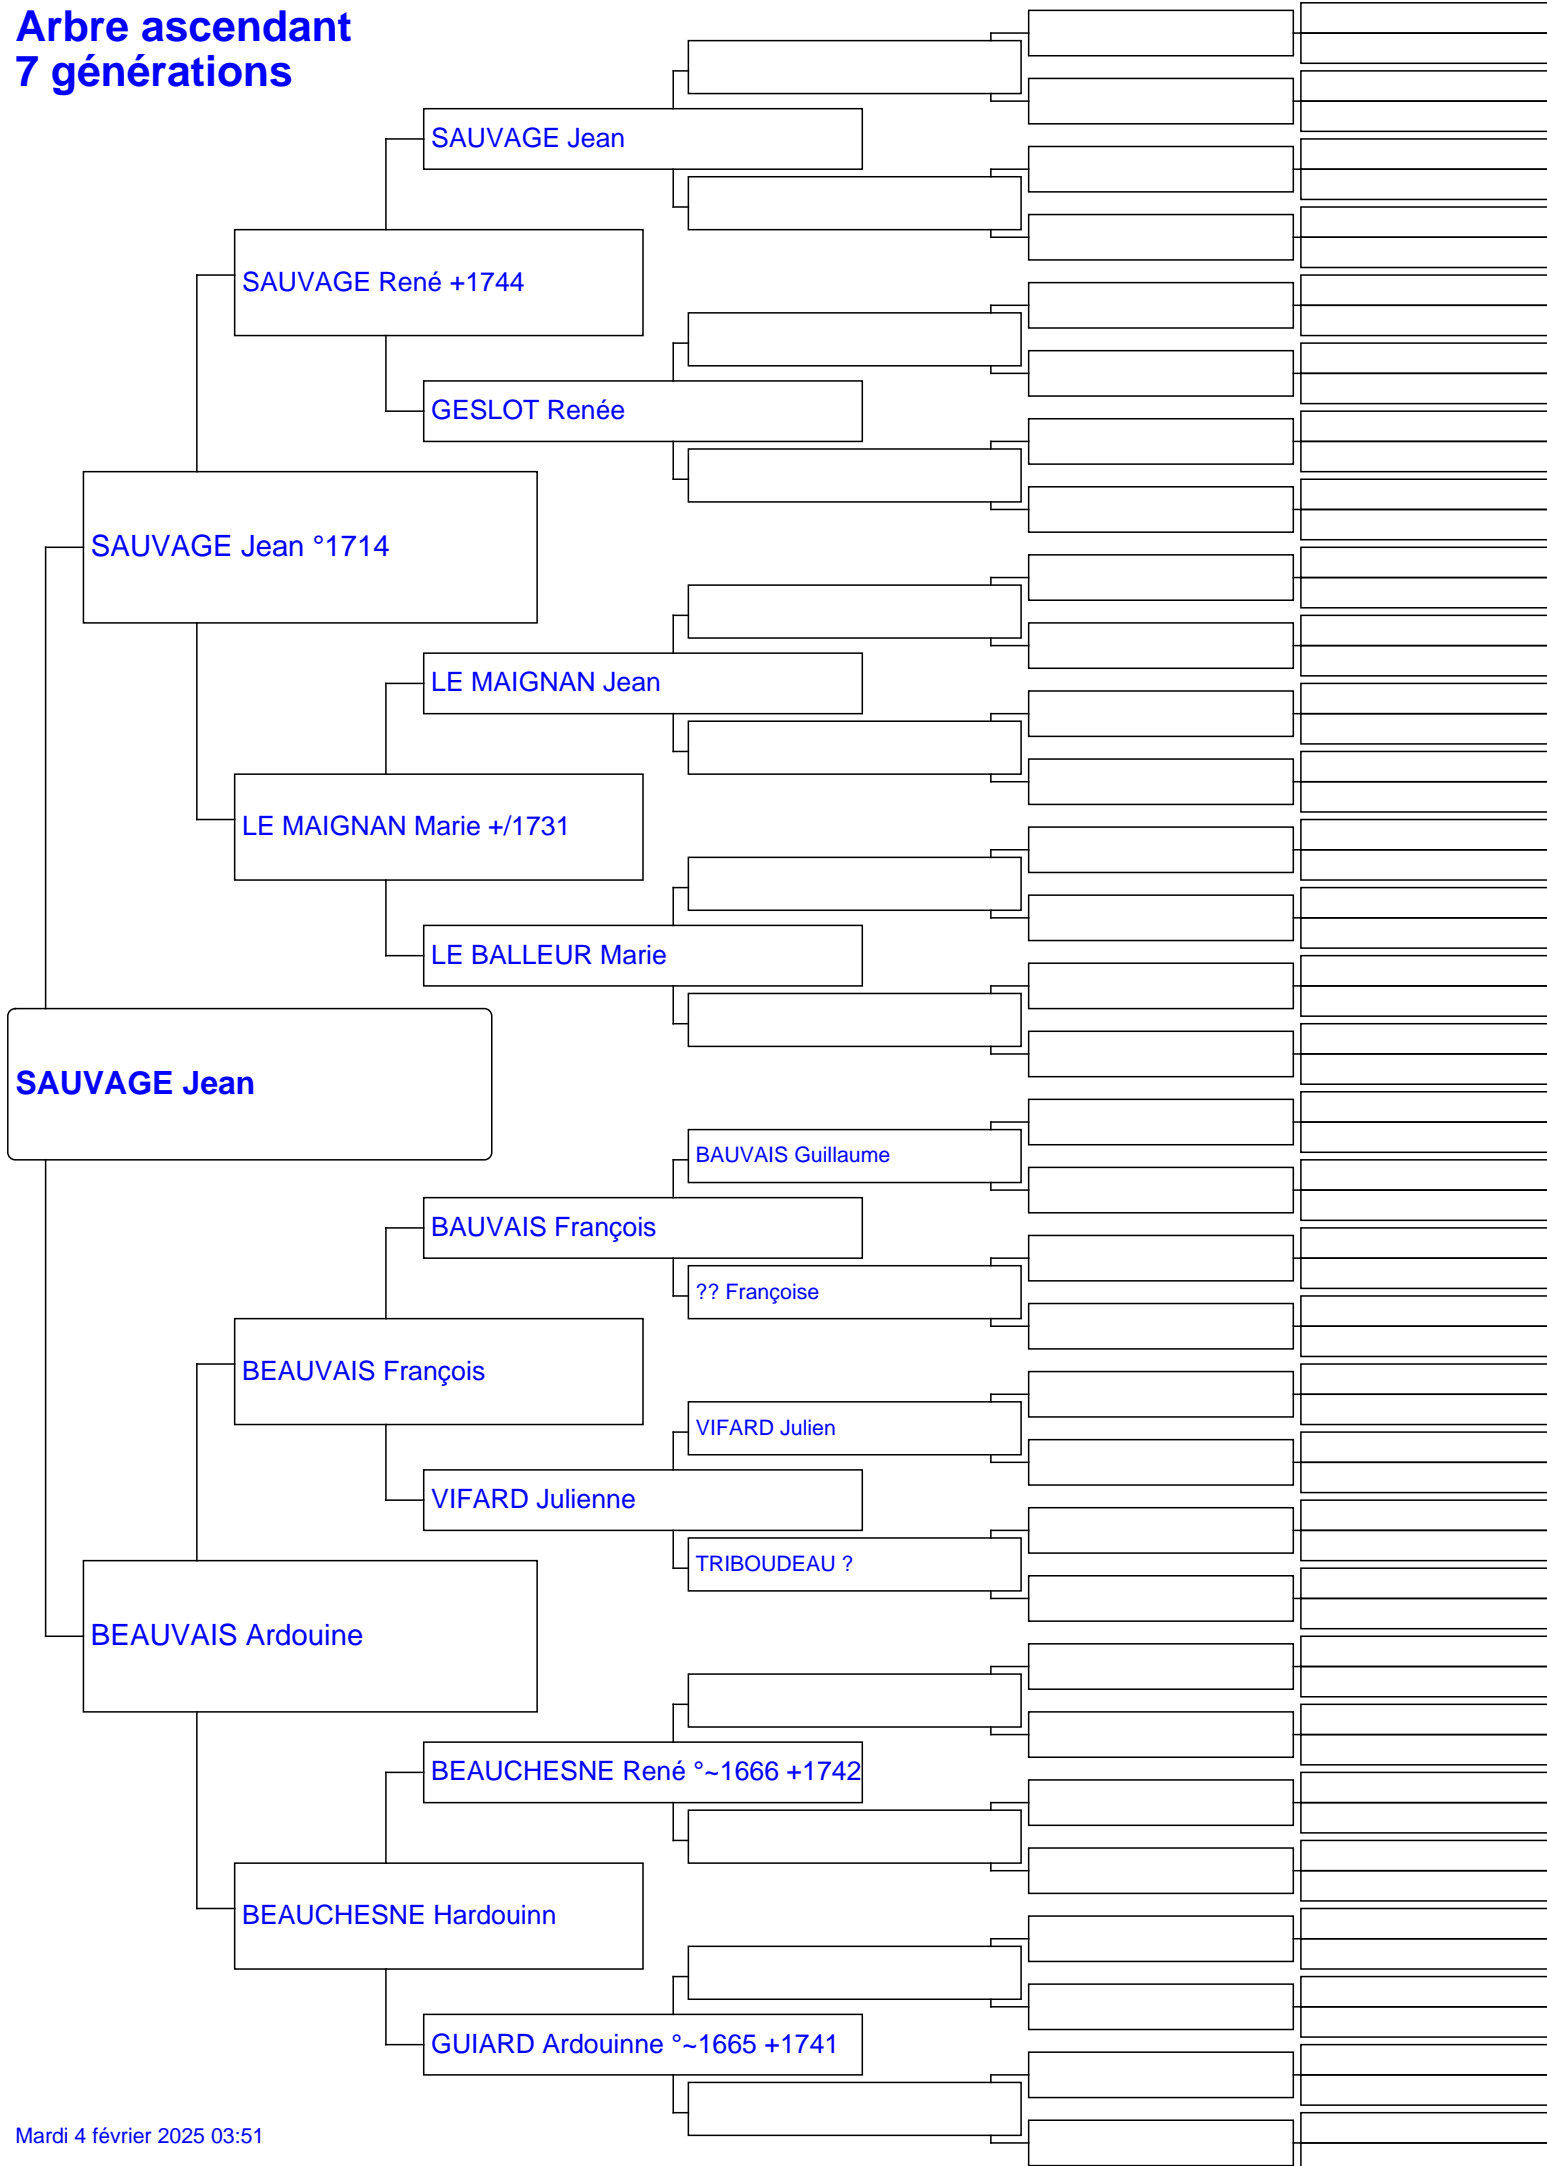 Arbre ascendant
7 générations
SAUVAGE Jean
SAUVAGE René +1744
GESLOT Renée
SAUVAGE Jean °1714
LE MAIGNAN Jean
LE MAIGNAN Marie +/1731
LE BALLEUR Marie
SAUVAGE Jean
BAUVAIS Guillaume
BAUVAIS François
?? Françoise
BEAUVAIS François
VIFARD Julien
VIFARD Julienne
TRIBOUDEAU ?
BEAUVAIS Ardouine
BEAUCHESNE René °~1666 +1742
BEAUCHESNE Hardouinn
GUIARD Ardouinne °~1665 +1741
Mardi 4 février 2025 03:51